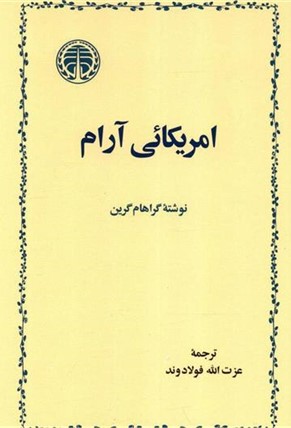 امریکائی آرام
نوشتهٔ گراهام گرین
ترجمهٔ
عزت الله فولادوند